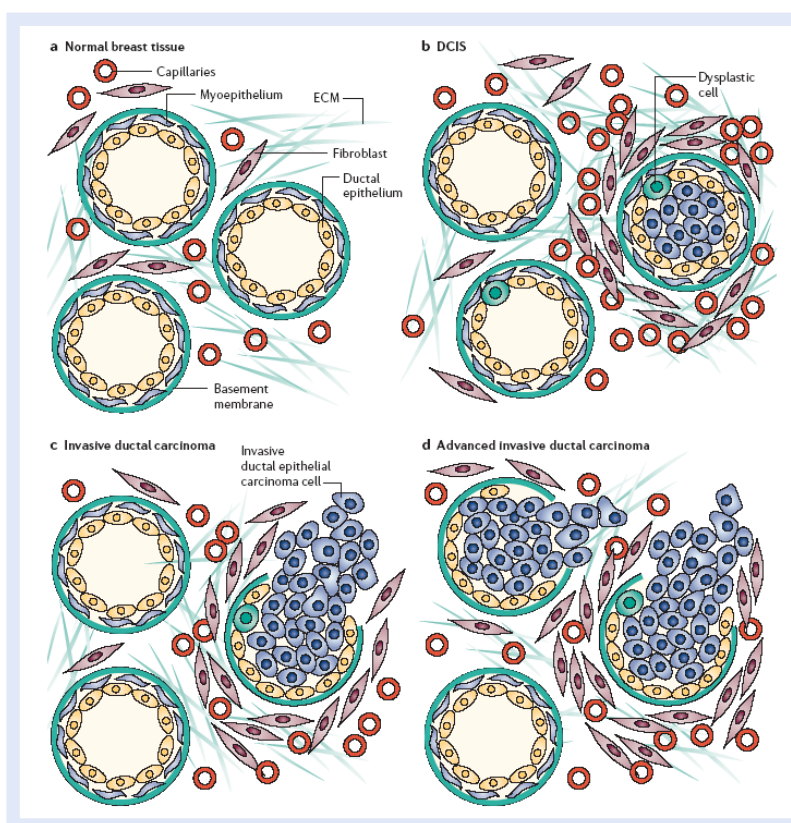 a Normal breast tissue
Capillaries
Myoepithelium
ECM
Fibroblast
Ductal
epithelium
Basement
membrane
b DCIS
Dysplastic
cell
c Invasive ductal carcinoma
Invasive
ductal epithelial
carcinoma cell
d Advanced invasive ductal carcinoma